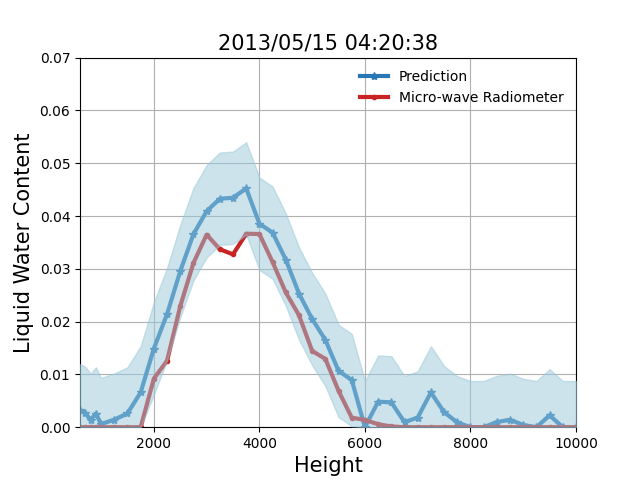 2013/05/15 04:20:38
Prediction
Micro-wave Radiometer
Liquid Water Content
0.07
0.06
0.05
0.04
0.03
0.02
0.01
0.00
2000 4000 6000 8000 10000
Height